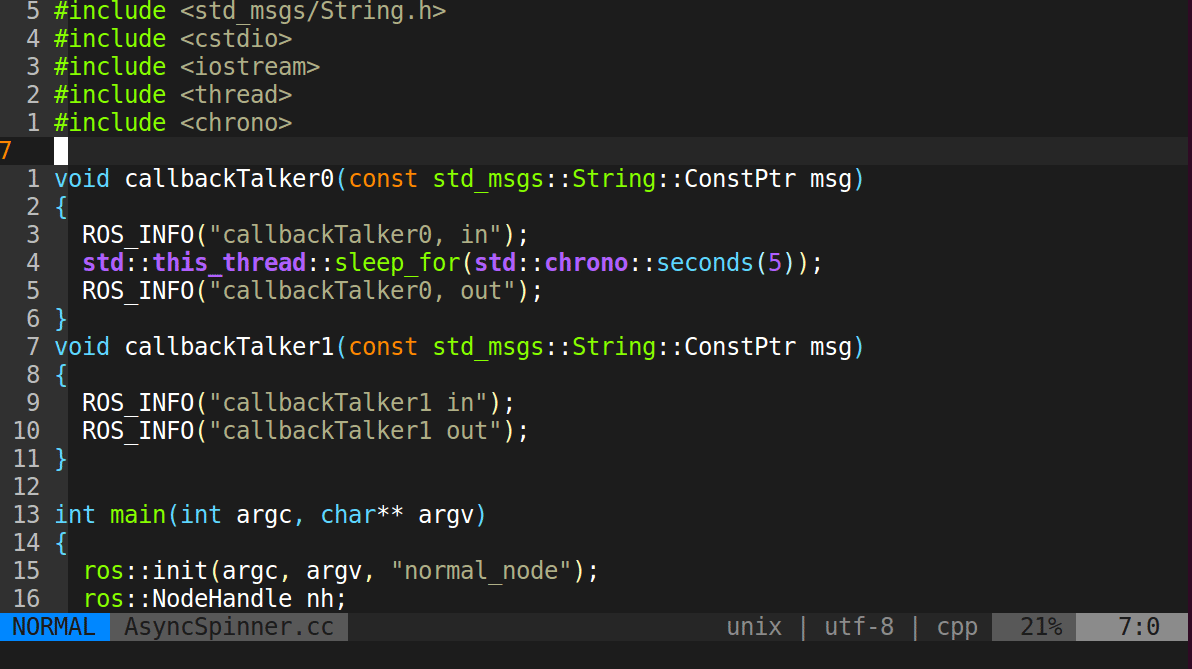 5 #include <std_msgs/String.h>
4 #include <cstdio>
3 #include <iostream>
2 #include <thread>
1 #include <chrono>
7
1 void callbackTalker0(const std_msgs::String::ConstPtr msg)
2 {
3   ROS_INFO("callbackTalker0, in");
4   std::this_thread::sleep_for(std::chrono::seconds(5));
5   ROS_INFO("callbackTalker0, out");
6 }
7 void callbackTalker1(const std_msgs::String::ConstPtr msg)
8 {
9   ROS_INFO("callbackTalker1 in");
10   ROS_INFO("callbackTalker1 out");
11 }
12
13 int main(int argc, char** argv)
14 {
15   ros::init(argc, argv, "normal_node");
16   ros::NodeHandle nh;
NORMAL AsyncSpinner.cc unix | utf-8 | cpp 21% 7:0